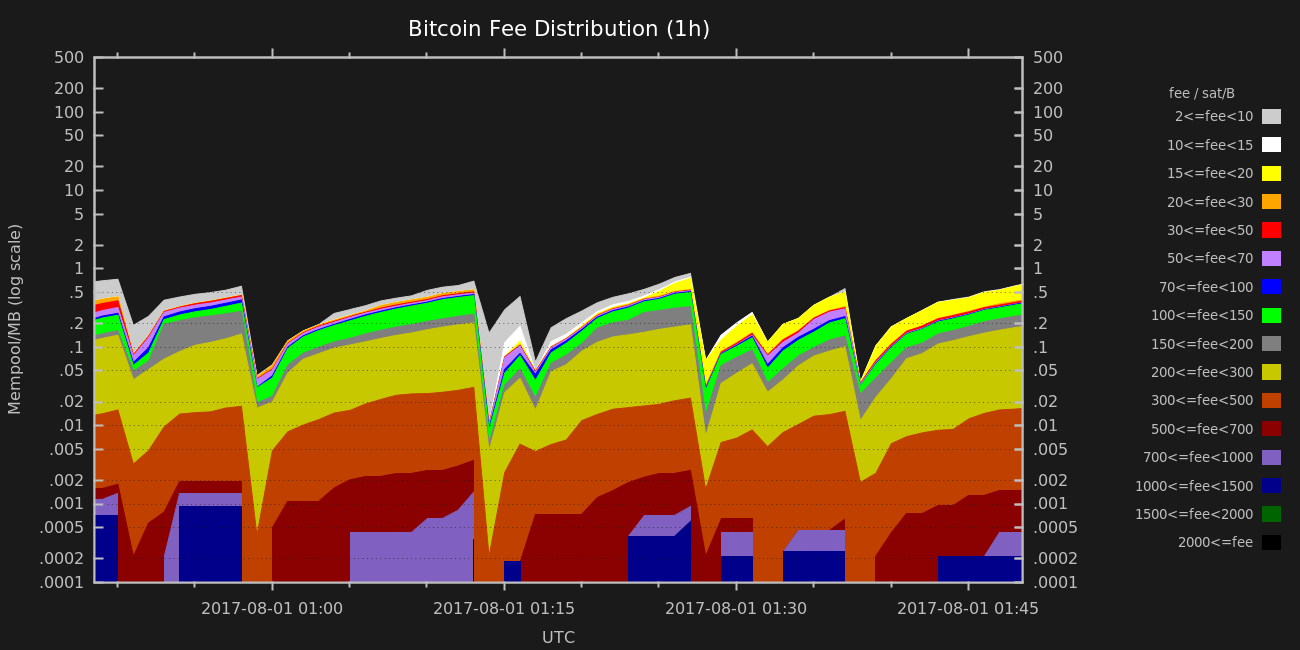 Bitcoin Fee Distribution (1h)
Mempool/MB (log scale)
500
200
100
50
20
10
5
2
1
.5
.2
.1
.05
.02
.01
.005
.002
.001
.0005
.0002
.0001
500
200
100
50
20
10
5
2
1
.5
.2
.1
.05
.02
.01
.005
.002
.001
.0005
.0002
.0001
2017-08-01 01:00
2017-08-01 01:15
2017-08-01 01:30
2017-08-01 01:45
UTC
fee / sat/B
2<=fee<10
10<=fee<15
15<=fee<20
20<=fee<30
30<=fee<50
50<=fee<70
70<=fee<100
100<=fee<150
150<=fee<200
200<=fee<300
300<=fee<500
500<=fee<700
700<=fee<1000
1000<=fee<1500
1500<=fee<2000
2000<=fee